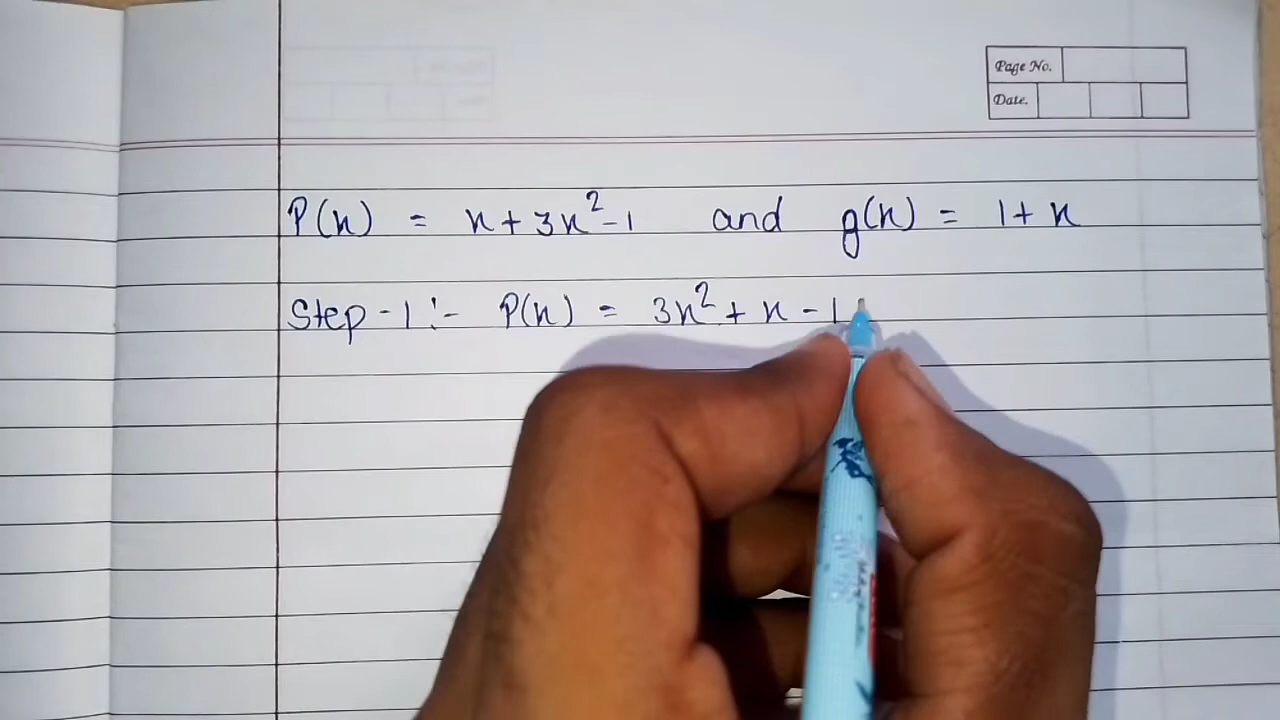 Page No.
Date.
P(x) = x + 3x² - 1 and g(x) = 1 + x
Step - 1 :- P(x) = 3x² + x - 1